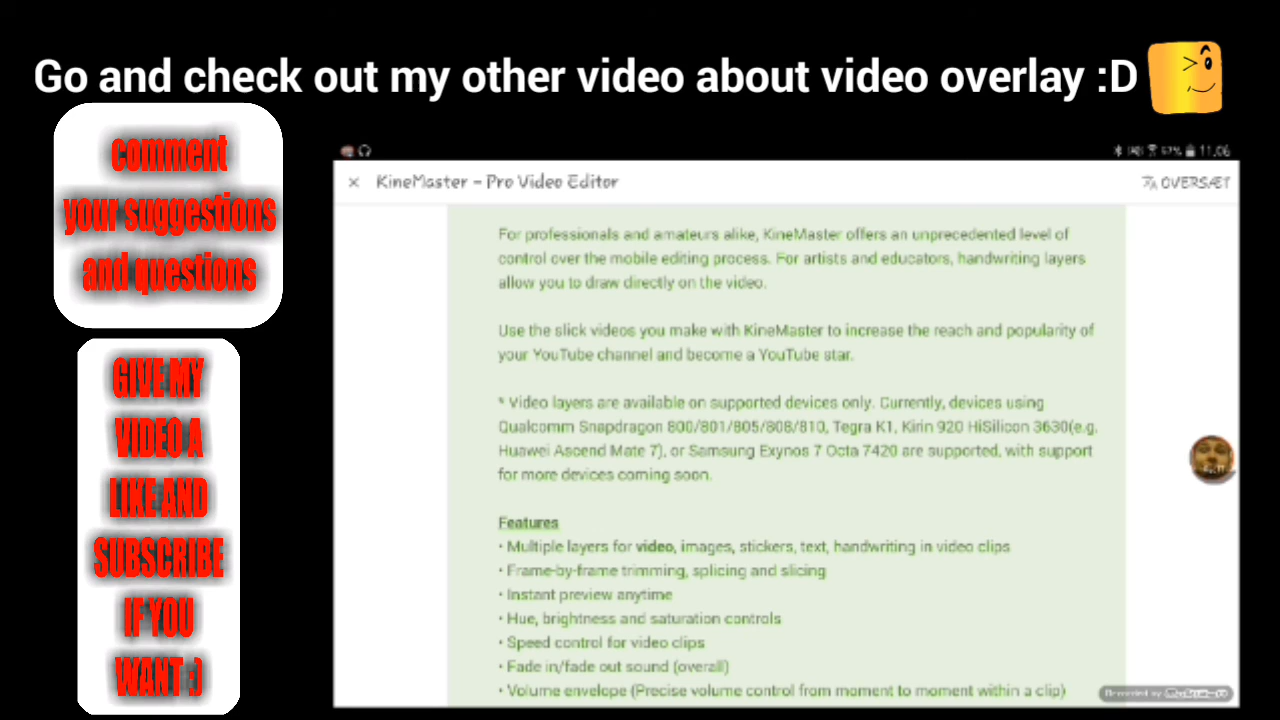 Go and check out my other video about video overlay :D
comment
your suggestions
and questions
GIVE MY
VIDEO A
LIKE AND
SUBSCRIBE
IF YOU
WANT :)
57% 11.06
× KineMaster - Pro Video Editor
OVERSÆT
For professionals and amateurs alike, KineMaster offers an unprecedented level of
control over the mobile editing process. For artists and educators, handwriting layers
allow you to draw directly on the video.
Use the slick videos you make with KineMaster to increase the reach and popularity of
your YouTube channel and become a YouTube star.
* Video layers are available on supported devices only. Currently, devices using
Qualcomm Snapdragon 800/801/805/808/810, Tegra K1, Kirin 920 HiSilicon 3630(e.g.
Huawei Ascend Mate 7), or Samsung Exynos 7 Octa 7420 are supported, with support
for more devices coming soon.
Features
• Multiple layers for video, images, stickers, text, handwriting in video clips
• Frame-by-frame trimming, splicing and slicing
• Instant preview anytime
• Hue, brightness and saturation controls
• Speed control for video clips
• Fade in/fade out sound (overall)
• Volume envelope (Precise volume control from moment to moment within a clip)
Recorded by